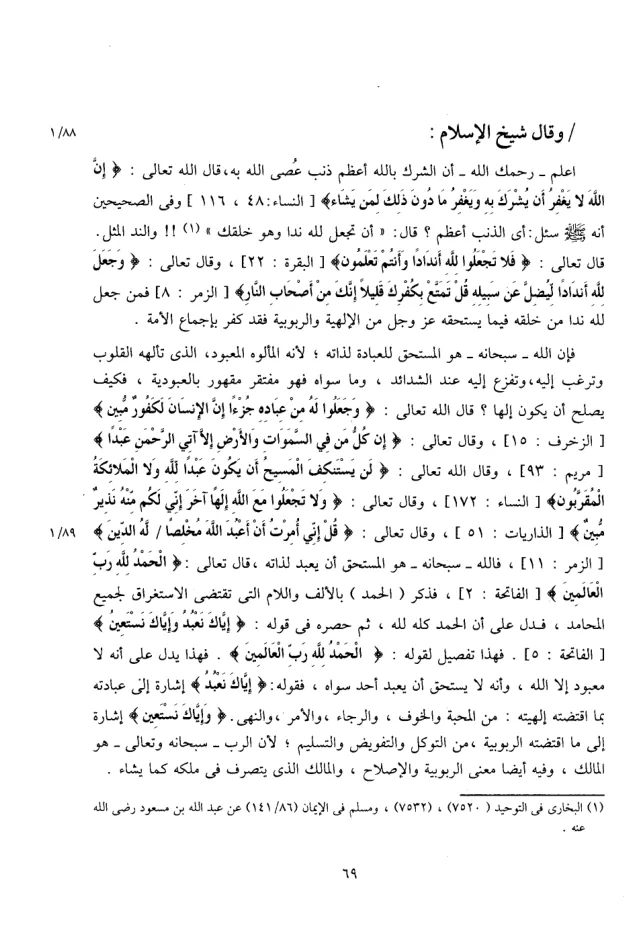 / وقال شيخ الإسلام :
١/٨٨
اعلم ـ رحمك الله ـ أن الشرك بالله أعظم ذنب عُصى الله به، قال الله تعالى : ﴿ إِنَّ
اللَّهَ لا يَغْفِرُ أَن يُشْرَكَ بِهِ وَيَغْفِرُ مَا دُونَ ذَلِكَ لِمَن يَشَاءُ﴾ [ النساء: ٤٨ ، ١١٦ ] وفى الصحيحين
أنه ﷺ سئل: أى الذنب أعظم ؟ قال: « أن تجعل لله ندا وهو خلقك » (١) !! والند المثل.
قال تعالى : ﴿ فَلا تَجْعَلُوا لِلَّهِ أَندَادًا وَأَنتُمْ تَعْلَمُونَ﴾ [ البقرة : ٢٢] ، وقال تعالى : ﴿ وَجَعَلَ
لِلَّهِ أَندَادًا لِّيُضِلَّ عَن سَبِيلِهِ قُلْ تَمَتَّعْ بِكُفْرِكَ قَلِيلاً إِنَّكَ مِنْ أَصْحَابِ النَّارِ﴾ [ الزمر : ٨] فمن جعل
لله ندا من خلقه فيما يستحقه عز وجل من الإلهية والربوبية فقد كفر بإجماع الأمة .
فإن الله ـ سبحانه ـ هو المستحق للعبادة لذاته ؛ لأنه المألوه المعبود، الذى تألهه القلوب
وترغب إليه، وتفزع إليه عند الشدائد ، وما سواه فهو مفتقر مقهور بالعبودية ، فكيف
يصلح أن يكون إلها ؟ قال الله تعالى : ﴿ وَجَعَلُوا لَهُ مِنْ عِبَادِهِ جُزْءًا إِنَّ الإِنسَانَ لَكَفُورٌ مُّبِينٌ ﴾
[ الزخرف : ١٥] ، وقال تعالى : ﴿ إِن كُلُّ مَن فِي السَّمَوَاتِ وَالأَرْضِ إِلاَّ آتِي الرَّحْمَنِ عَبْدًا ﴾
[ مريم : ٩٣] ، وقال الله تعالى : ﴿ لَن يَسْتَنكِفَ الْمَسِيحُ أَن يَكُونَ عَبْدًا لِّلَّهِ وَلا الْمَلائِكَةُ
الْمُقَرَّبُونَ﴾ [ النساء : ١٧٢] ، وقال تعالى : ﴿ وَلا تَجْعَلُوا مَعَ اللَّهِ إِلَهًا آخَرَ إِنِّي لَكُم مِّنْهُ نَذِيرٌ
مُّبِينٌ ﴾ [ الذاريات : ٥١ ] ، وقال تعالى : ﴿ قُلْ إِنِّي أُمِرْتُ أَنْ أَعْبُدَ اللَّهَ مُخْلِصًا / لَّهُ الدِّينَ ﴾
١/٨٩
[ الزمر : ١١] ، فالله ـ سبحانه ـ هو المستحق أن يعبد لذاته ، قال تعالى : ﴿ الْحَمْدُ لِلَّهِ رَبِّ
الْعَالَمِينَ ﴾ [ الفاتحة : ٢] ، فذكر ( الحمد ) بالألف واللام التى تقتضى الاستغراق لجميع
المحامد ، فدل على أن الحمد كله لله ، ثم حصره فى قوله : ﴿ إِيَّاكَ نَعْبُدُ وَإِيَّاكَ نَسْتَعِينُ ﴾
[ الفاتحة : ٥] . فهذا تفصيل لقوله : ﴿ الْحَمْدُ لِلَّهِ رَبِّ الْعَالَمِينَ ﴾ . فهذا يدل على أنه لا
معبود إلا الله ، وأنه لا يستحق أن يعبد أحد سواه ، فقوله: ﴿ إِيَّاكَ نَعْبُدُ ﴾ إشارة إلى عبادته
بما اقتضته إلهيته : من المحبة والخوف ، والرجاء ، والأمر ، والنهى. ﴿ وَإِيَّاكَ نَسْتَعِينُ ﴾ إشارة
إلى ما اقتضته الربوبية ، من التوكل والتفويض والتسليم ؛ لأن الرب ـ سبحانه وتعالى ـ هو
المالك ، وفيه أيضا معنى الربوبية والإصلاح ، والمالك الذى يتصرف فى ملكه كما يشاء .
(١) البخارى فى التوحيد ( ٧٥٢٠) ، (٧٥٣٢) ، ومسلم فى الإيمان (١٤١/٨٦) عن عبد الله بن مسعود رضى الله
عنه .
٦٩